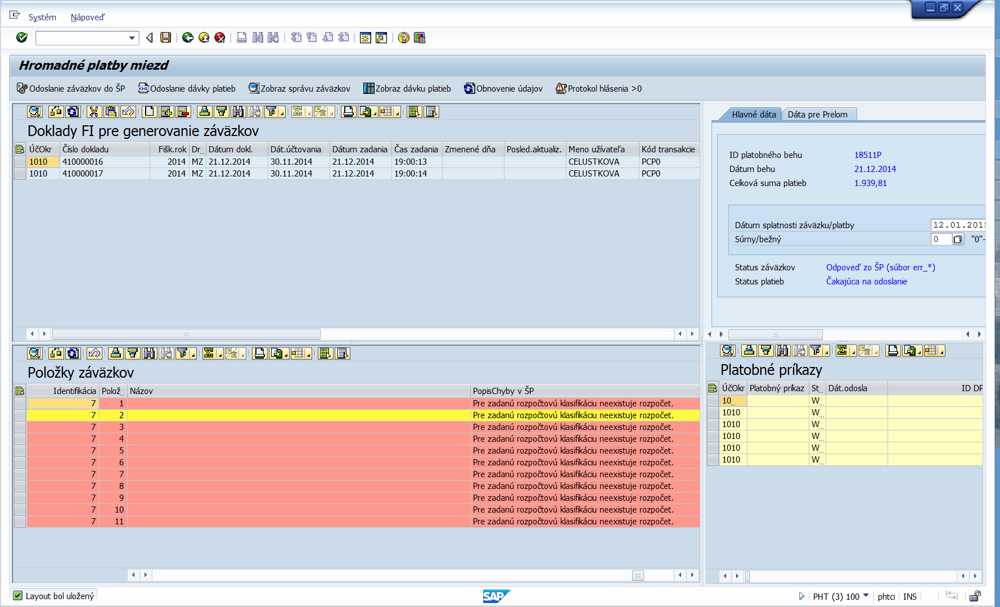 Systém Nápoveď
Hromadné platby miezd
Odoslanie záväzkov do ŠP XML Odoslanie dávky platieb Zobraz správu záväzkov Zobraz dávku platieb Obnovenie údajov Protokol hlásenia >0
Doklady FI pre generovanie záväzkov
ÚčOkr Číslo dokladu Fišk.rok Dr... Dátum dokl. Dát.účtovania Dátum zadania Čas zadania Zmenené dňa Posled.aktualiz. Meno užívateľa Kód transakcie
1010 410000016 2014 MZ 21.12.2014 30.11.2014 21.12.2014 19:00:13 CELUSTKOVA PCP0
1010 410000017 2014 MZ 21.12.2014 30.11.2014 21.12.2014 19:00:14 CELUSTKOVA PCP0
Hlavné dáta Dáta pre Prelom
ID platobného behu 18511P
Dátum behu 21.12.2014
Celková suma platieb 1.939,81
Dátum splatnosti záväzku/platby 12.01.2015
Súrny/bežný 0 "0"-
Status záväzkov Odpoveď zo ŠP (súbor err_*)
Status platieb Čakajúca na odoslanie
Položky záväzkov
Identifikácia Polož... Názov PopisChyby v ŠP
7 1 Pre zadanú rozpočtovú klasifikáciu neexistuje rozpočet.
7 2 Pre zadanú rozpočtovú klasifikáciu neexistuje rozpočet.
7 3 Pre zadanú rozpočtovú klasifikáciu neexistuje rozpočet.
7 4 Pre zadanú rozpočtovú klasifikáciu neexistuje rozpočet.
7 5 Pre zadanú rozpočtovú klasifikáciu neexistuje rozpočet.
7 6 Pre zadanú rozpočtovú klasifikáciu neexistuje rozpočet.
7 7 Pre zadanú rozpočtovú klasifikáciu neexistuje rozpočet.
7 8 Pre zadanú rozpočtovú klasifikáciu neexistuje rozpočet.
7 9 Pre zadanú rozpočtovú klasifikáciu neexistuje rozpočet.
7 10 Pre zadanú rozpočtovú klasifikáciu neexistuje rozpočet.
7 11 Pre zadanú rozpočtovú klasifikáciu neexistuje rozpočet.
Platobné príkazy
ÚčOkr Platobný príkaz St... Dát.odosla ID DP
10... W...
1010 W...
1010 W...
1010 W...
1010 W...
1010 W...
Layout bol uložený
SAP
PHT (3) 100 phtci INS